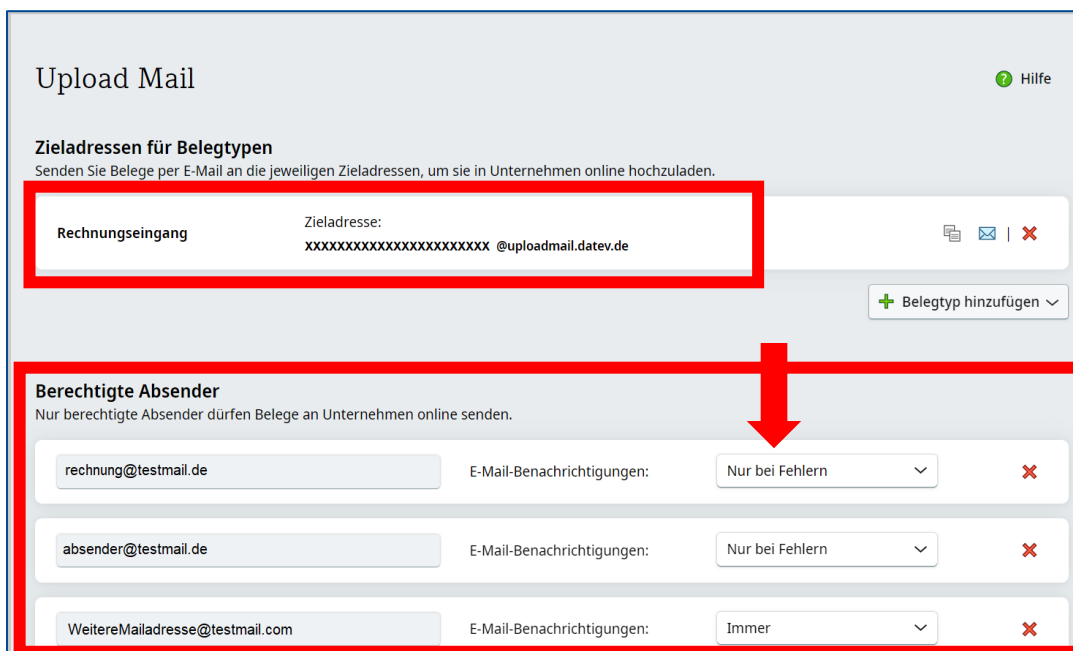 Upload Mail
? Hilfe
Zieladressen für Belegtypen
Senden Sie Belege per E-Mail an die jeweiligen Zieladressen, um sie in Unternehmen online hochzuladen.
Rechnungseingang
Zieladresse:
xxxxxxxxxxxxxxxxxxxxxxx @uploadmail.datev.de
Belegtyp hinzufügen
Berechtigte Absender
Nur berechtigte Absender dürfen Belege an Unternehmen online senden.
rechnung@testmail.de E-Mail-Benachrichtigungen: Nur bei Fehlern
absender@testmail.de E-Mail-Benachrichtigungen: Nur bei Fehlern
WeitereMailadresse@testmail.com E-Mail-Benachrichtigungen: Immer